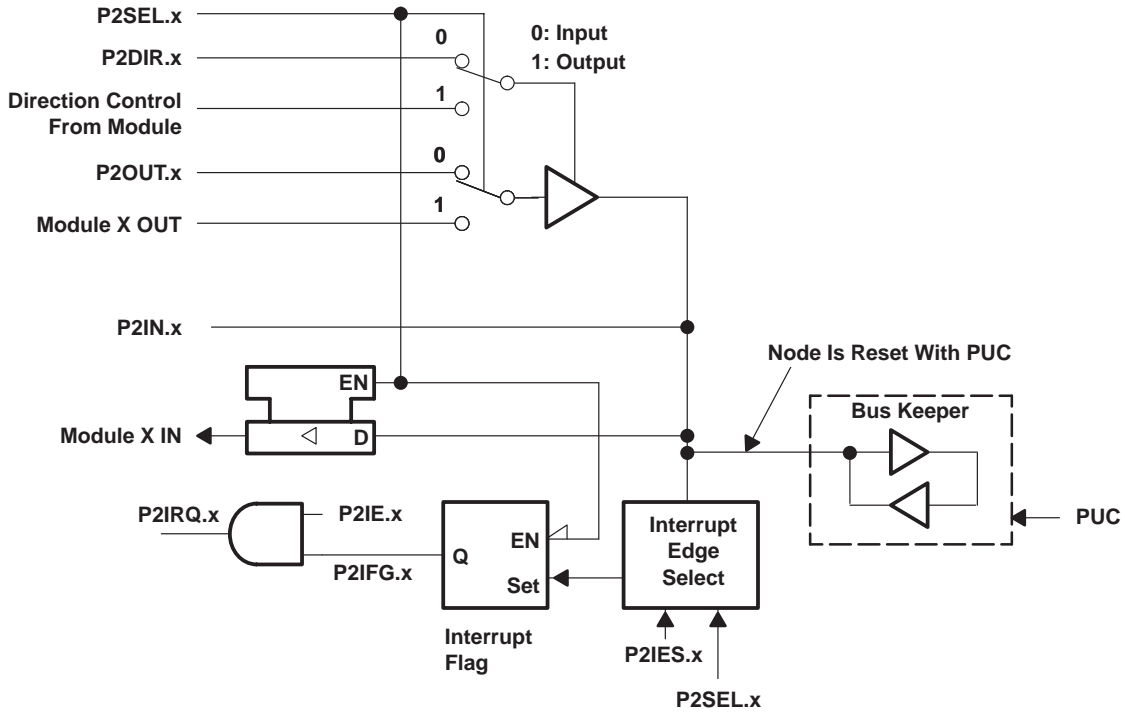 P2SEL.x
0
P2DIR.x
0: Input
1: Output
1
Direction Control
From Module
0
P2OUT.x
1
Module X OUT
P2IN.x
Node Is Reset With PUC
EN
Bus Keeper
Module X IN
D
P2IRQ.x
P2IE.x
Interrupt
Edge
Select
PUC
EN
Q
P2IFG.x
Set
Interrupt
Flag
P2IES.x
P2SEL.x